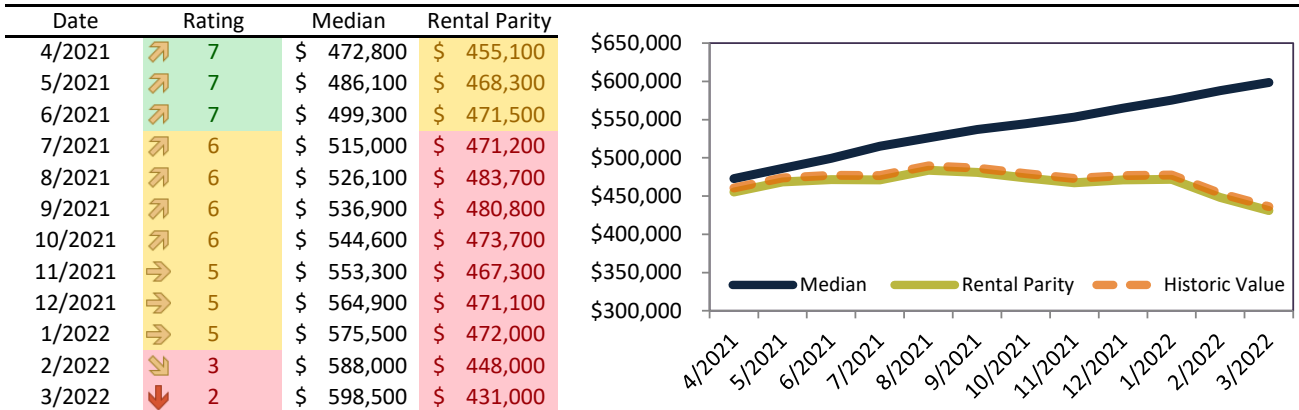 Date Rating Median Rental Parity
4/2021 7 $ 472,800 $ 455,100
5/2021 7 $ 486,100 $ 468,300
6/2021 7 $ 499,300 $ 471,500
7/2021 6 $ 515,000 $ 471,200
8/2021 6 $ 526,100 $ 483,700
9/2021 6 $ 536,900 $ 480,800
10/2021 6 $ 544,600 $ 473,700
11/2021 5 $ 553,300 $ 467,300
12/2021 5 $ 564,900 $ 471,100
1/2022 5 $ 575,500 $ 472,000
2/2022 3 $ 588,000 $ 448,000
3/2022 2 $ 598,500 $ 431,000
$650,000
$600,000
$550,000
$500,000
$450,000
$400,000
$350,000
$300,000
Median Rental Parity Historic Value
4/2021 5/2021 6/2021 7/2021 8/2021 9/2021 10/2021 11/2021 12/2021 1/2022 2/2022 3/2022